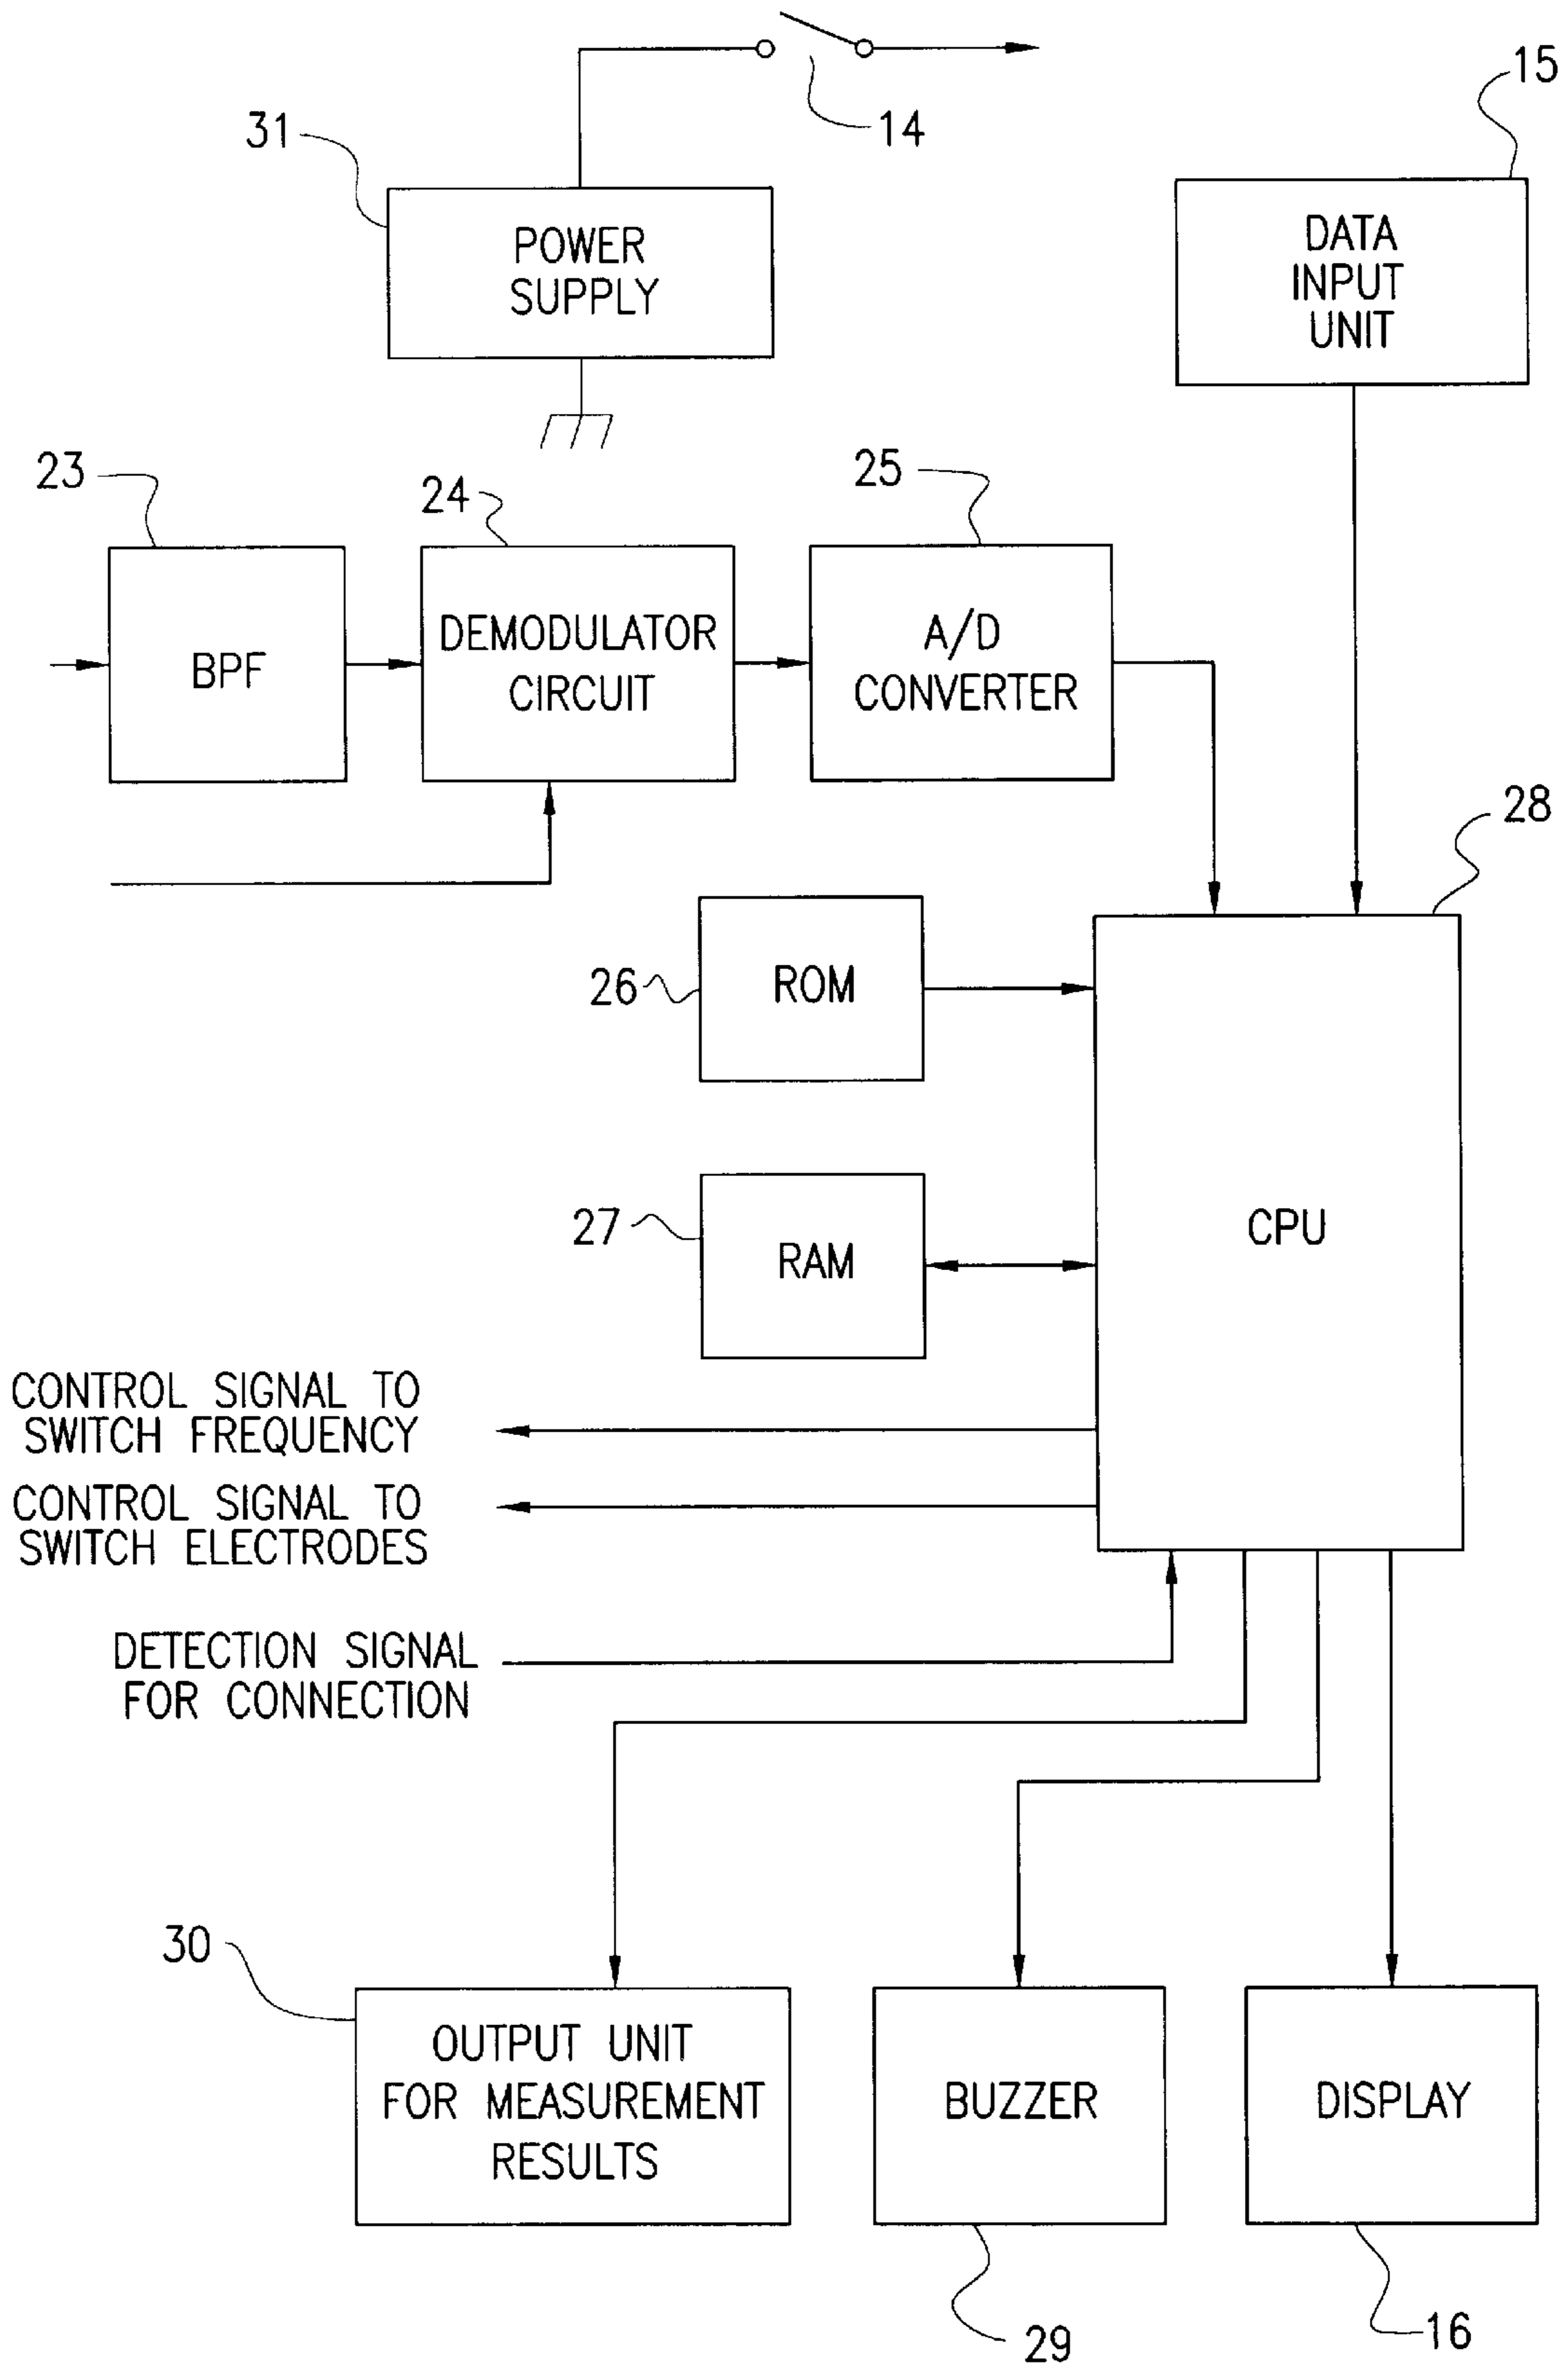 14
15
31
POWER
SUPPLY
DATA
INPUT
UNIT
23
24
25
BPF
DEMODULATOR
CIRCUIT
A/D
CONVERTER
28
26
ROM
27
RAM
CPU
CONTROL SIGNAL TO
SWITCH FREQUENCY
CONTROL SIGNAL TO
SWITCH ELECTRODES
DETECTION SIGNAL
FOR CONNECTION
30
OUTPUT UNIT
FOR MEASUREMENT
RESULTS
BUZZER
DISPLAY
29
16